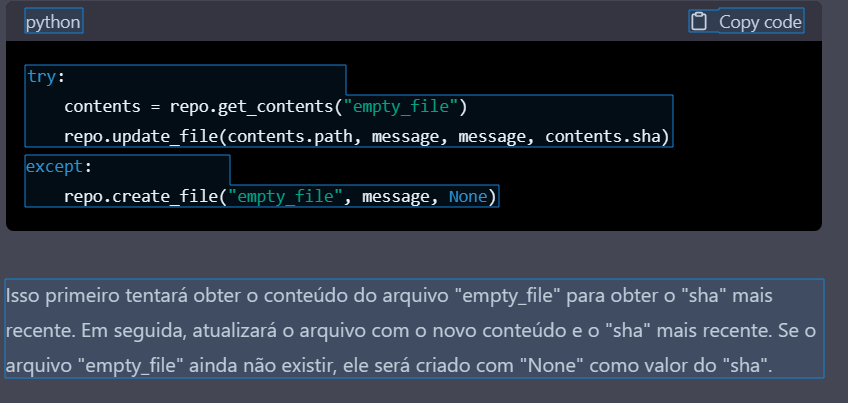 python
Copy code
try:
contents = repo.get_contents("empty_file")
repo.update_file(contents.path, message, message, contents.sha)
except:
repo.create_file("empty_file", message, None)
Isso primeiro tentará obter o conteúdo do arquivo "empty_file" para obter o "sha" mais
recente. Em seguida, atualizará o arquivo com o novo conteúdo e o "sha" mais recente. Se o
arquivo "empty_file" ainda não existir, ele será criado com "None" como valor do "sha".